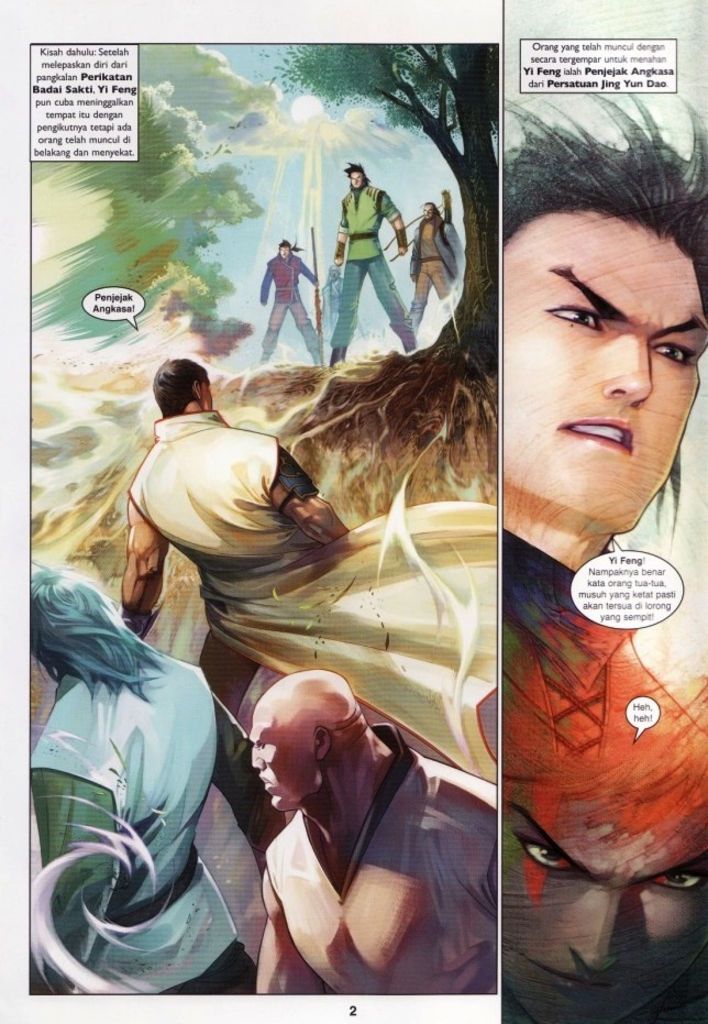 Kisah dahulu: Setelah
melepaskan diri dari
pangkalan Perikatan
Badai Sakti, Yi Feng
pun cuba meninggalkan
tempat itu dengan
pengikutnya tetapi ada
orang telah muncul di
belakang dan menyekat.
Penjejak
Angkasa!
Orang yang telah muncul dengan
secara tergempar untuk menahan
Yi Feng ialah Penjejak Angkasa
dari Persatuan Jing Yun Dao.
Yi Feng!
Nampaknya benar
kata orang tua-tua,
musuh yang ketat pasti
akan tersua di lorong
yang sempit!
Heh,
heh!
2